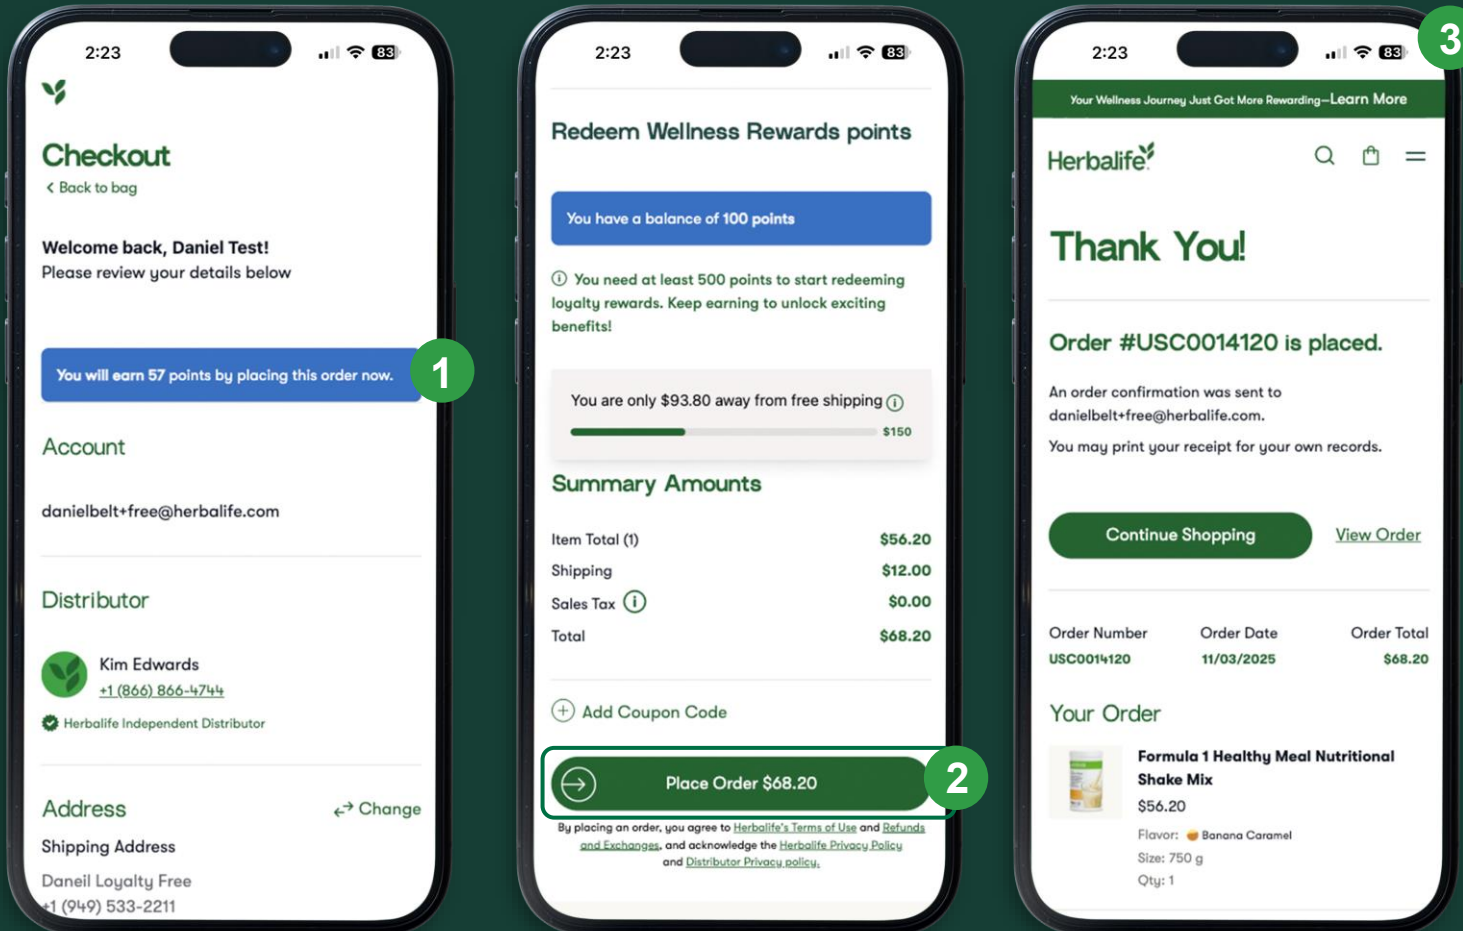 2:23
83
Checkout
< Back to bag
Welcome back, Daniel Test!
Please review your details below
You will earn 57 points by placing this order now.
1
Account
danielbelt+free@herbalife.com
Distributor
Kim Edwards
+1 (866) 866-4744
Herbalife Independent Distributor
Address
Change
Shipping Address
Daneil Loyalty Free
+1 (949) 533-2211
2:23
83
Redeem Wellness Rewards points
You have a balance of 100 points
You need at least 500 points to start redeeming
loyalty rewards. Keep earning to unlock exciting
benefits!
You are only $93.80 away from free shipping
$150
Summary Amounts
Item Total (1) $56.20
Shipping $12.00
Sales Tax $0.00
Total $68.20
Add Coupon Code
Place Order $68.20
2
By placing an order, you agree to Herbalife's Terms of Use and Refunds
and Exchanges, and acknowledge the Herbalife Privacy Policy
and Distributor Privacy policy.
2:23
83
3
Your Wellness Journey Just Got More Rewarding—Learn More
Herbalife
Thank You!
Order #USC0014120 is placed.
An order confirmation was sent to
danielbelt+free@herbalife.com.
You may print your receipt for your own records.
Continue Shopping
View Order
Order Number Order Date Order Total
USC0014120 11/03/2025 $68.20
Your Order
Formula 1 Healthy Meal Nutritional
Shake Mix
$56.20
Flavor: Banana Caramel
Size: 750 g
Qty: 1